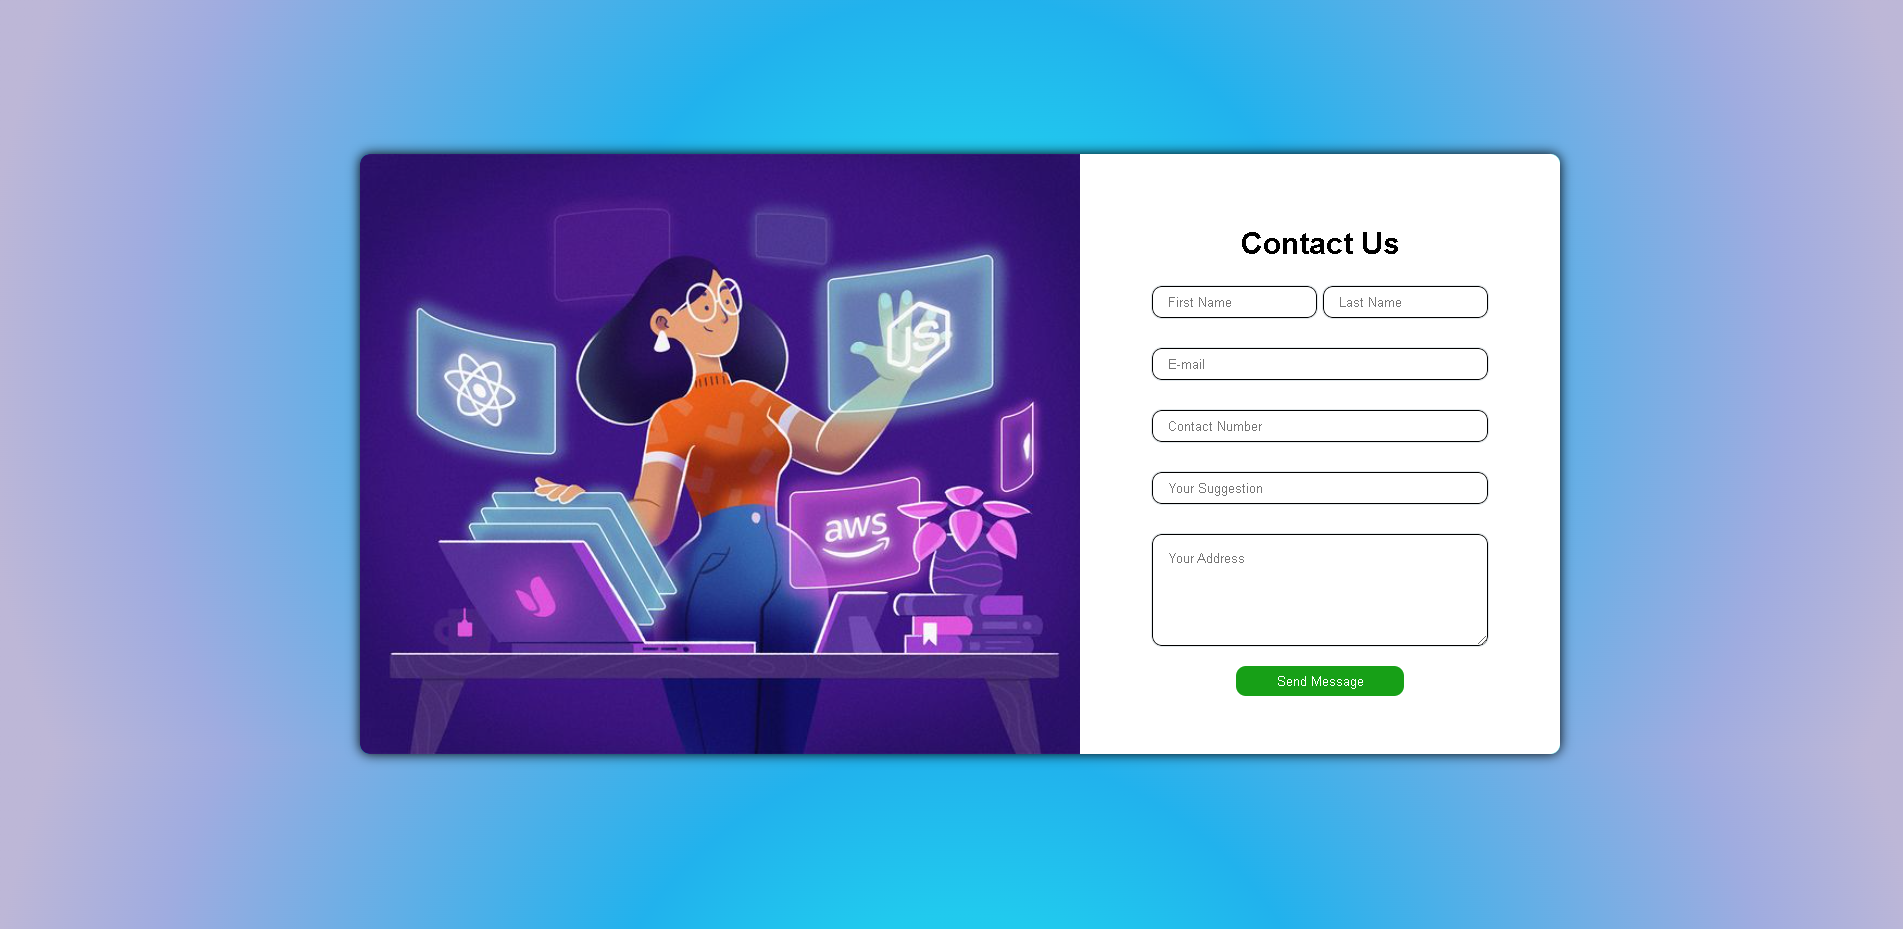 JS
aws
Contact Us
First Name Last Name
E-mail
Contact Number
Your Suggestion
Your Address
Send Message